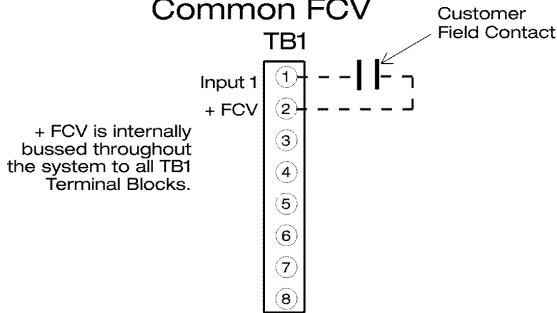 Common FCV
Customer
Field Contact
TB1
Input 1
1
+ FCV
2
+ FCV is internally
bussed throughout
the system to all TB1
Terminal Blocks.
3
4
5
6
7
8